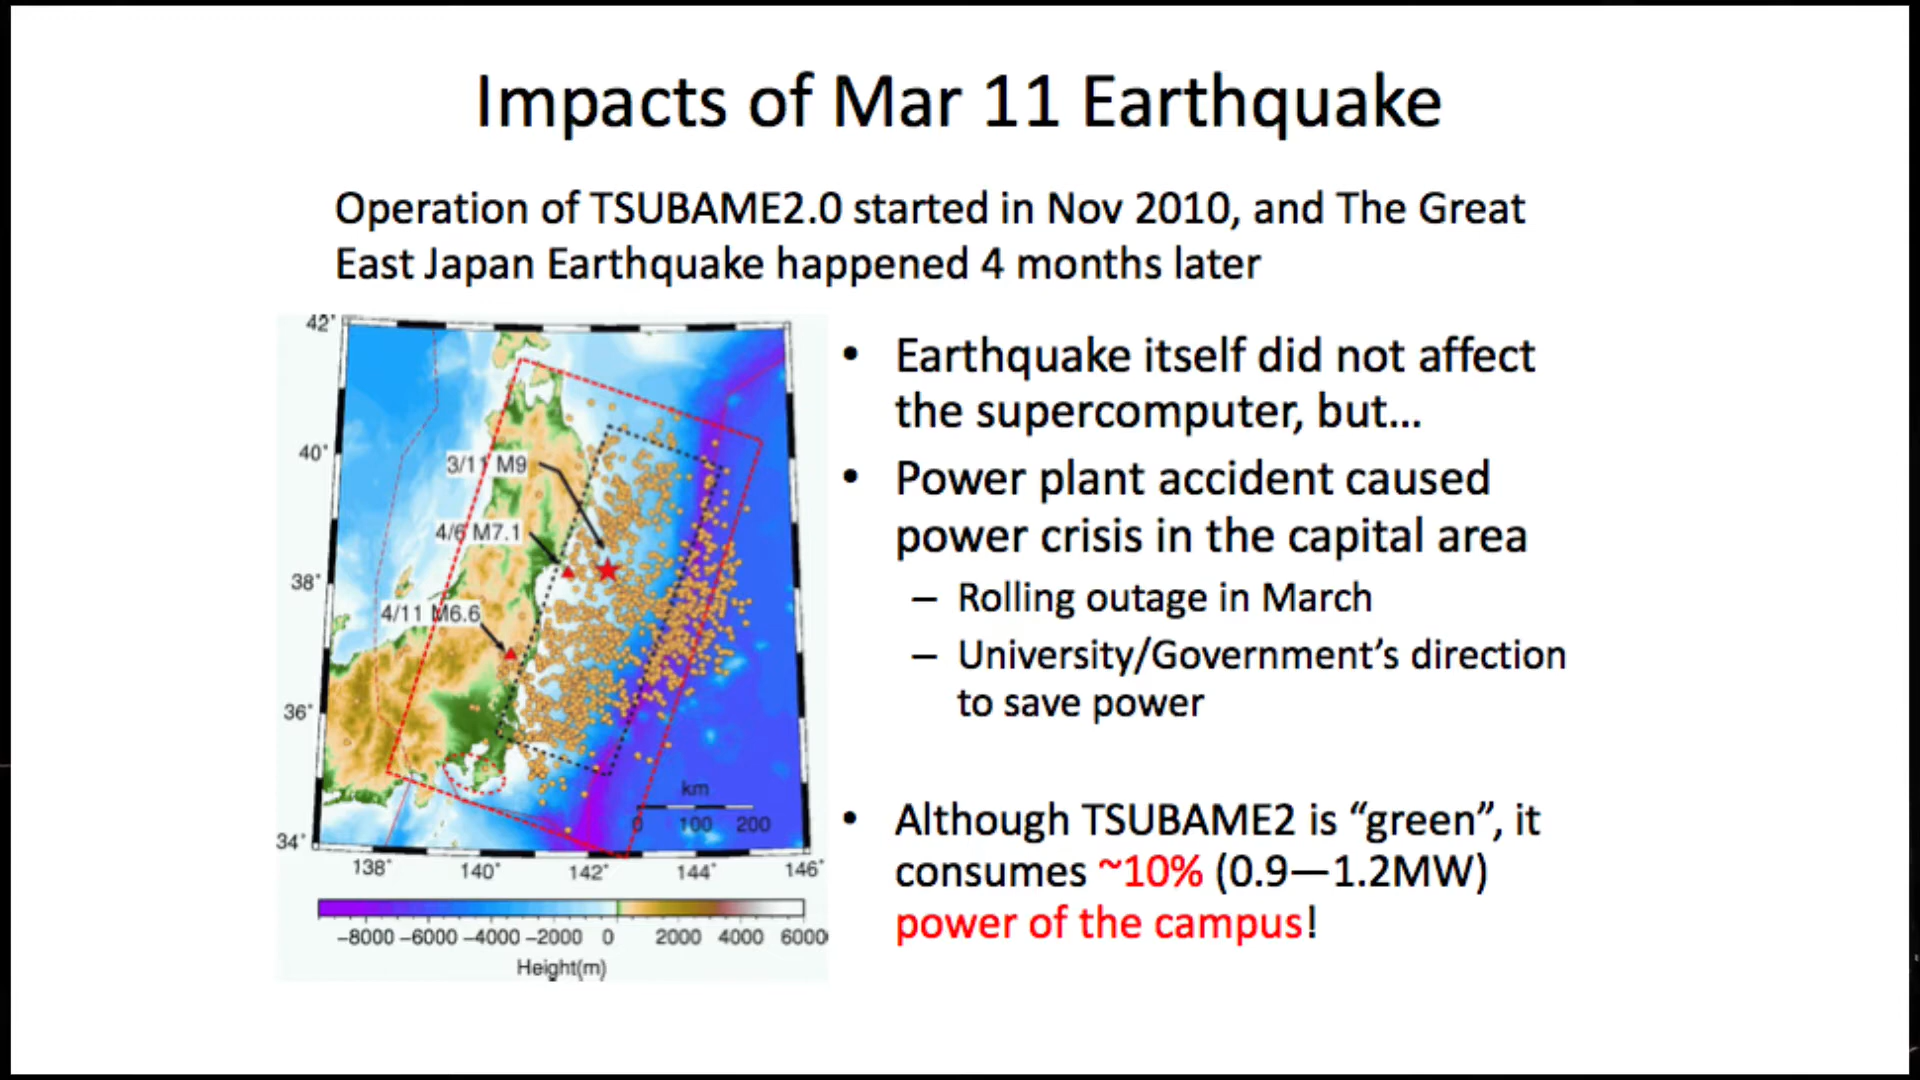 Impacts of Mar 11 Earthquake
Operation of TSUBAME2.0 started in Nov 2010, and The Great
East Japan Earthquake happened 4 months later
42°
40°
38°
36°
34°
3/11 M9
4/6 M7.1
4/11 M6.6
km
0 100 200
138° 140° 142° 144° 146°
−8000 −6000 −4000 −2000 0 2000 4000 6000
Height(m)
• Earthquake itself did not affect
the supercomputer, but…
• Power plant accident caused
power crisis in the capital area
– Rolling outage in March
– University/Government’s direction
to save power
• Although TSUBAME2 is “green”, it
consumes ~10% (0.9—1.2MW)
power of the campus!